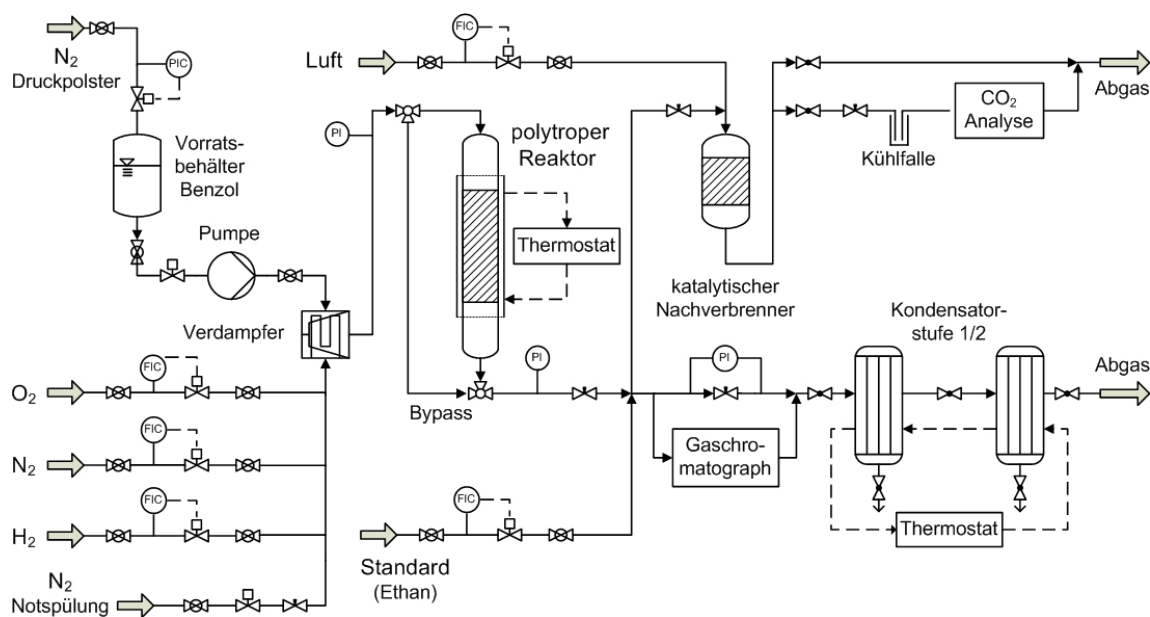 N2
Druckpolster
PIC
Vorrats-
behälter
Benzol
Pumpe
Verdampfer
O2
FIC
N2
FIC
H2
FIC
N2
Notspülung
Luft
FIC
PI
polytroper
Reaktor
Thermostat
Bypass
PI
Standard
(Ethan)
FIC
katalytischer
Nachverbrenner
Kühlfalle
CO2
Analyse
Abgas
PI
Gaschro-
matograph
Kondensator-
stufe 1/2
Thermostat
Abgas